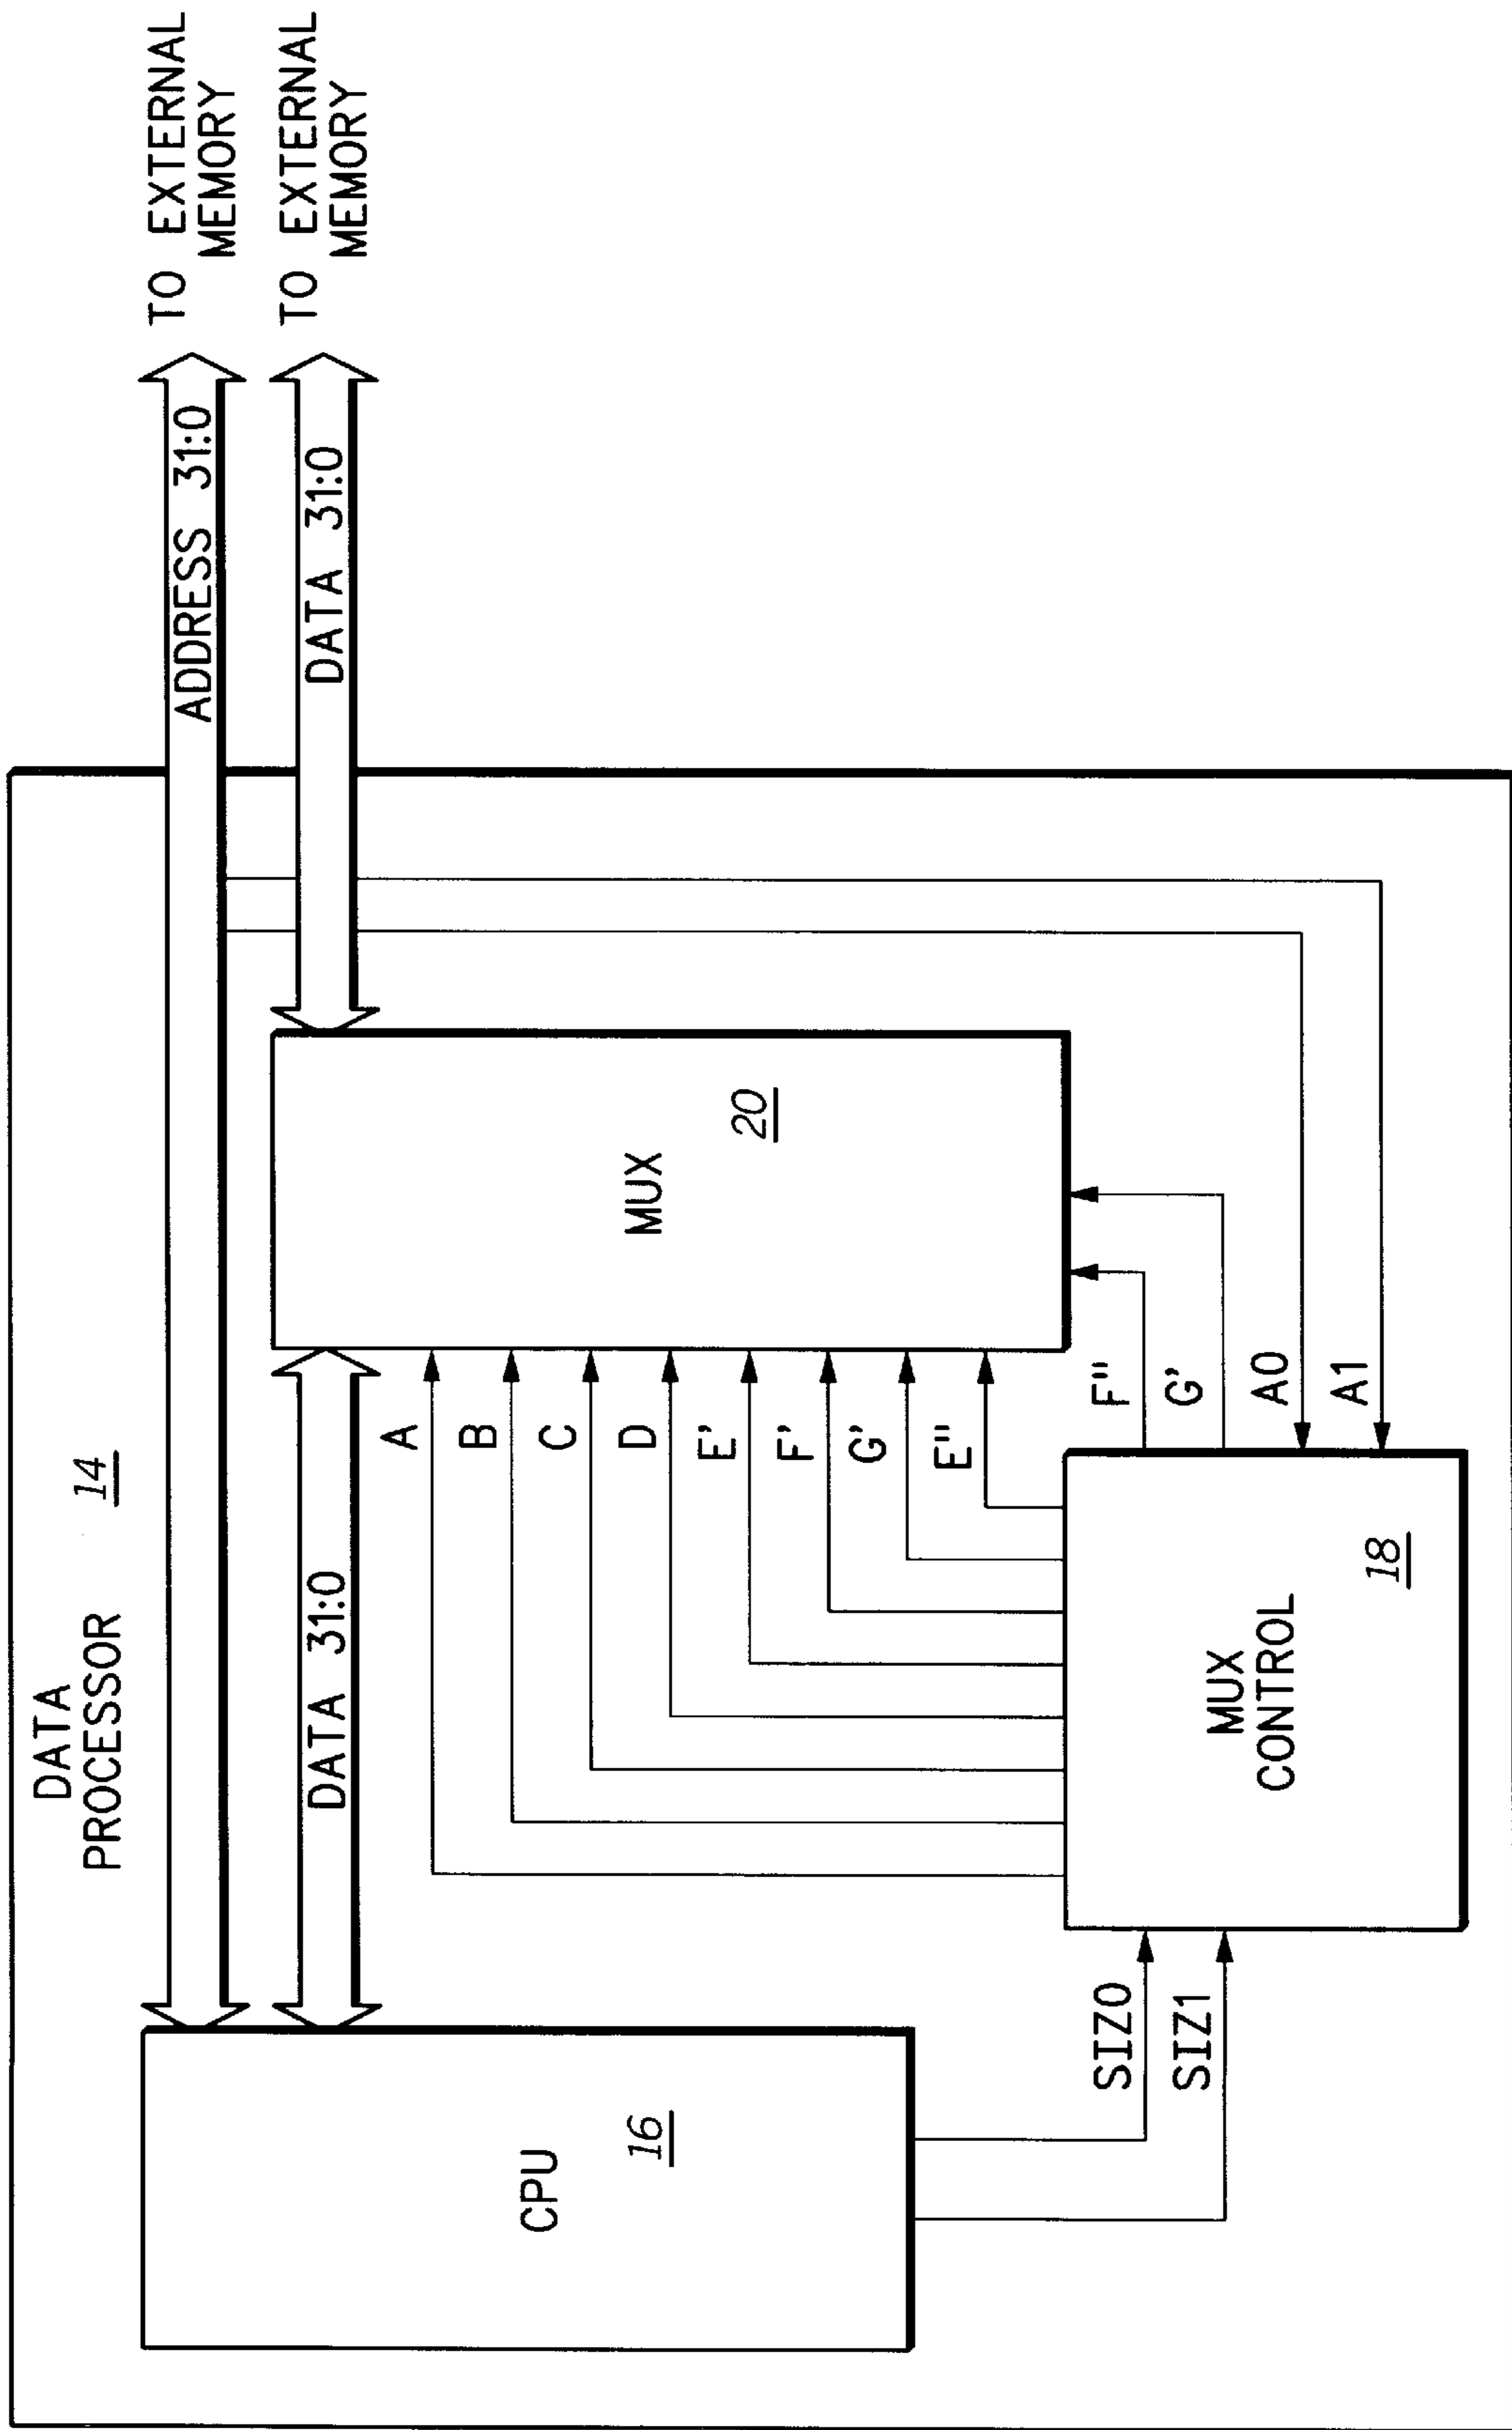 DATA
PROCESSOR
14
ADDRESS 31:0
TO EXTERNAL
MEMORY
DATA 31:0
DATA 31:0
TO EXTERNAL
MEMORY
CPU
16
MUX
20
A
B
C
D
E'
F'
G'
E"
F"
G'
A0
A1
SIZ0
SIZ1
MUX
CONTROL
18